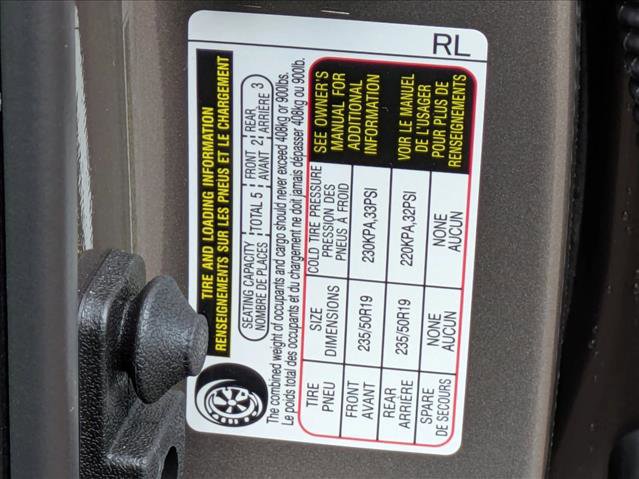 TIRE AND LOADING INFORMATION
RENSEIGNEMENTS SUR LES PNEUS ET LE CHARGEMENT
SEATING CAPACITY TOTAL 5 FRONT 2 REAR 3
NOMBRE DE PLACES AVANT ARRIÈRE
The combined weight of occupants and cargo should never exceed 408kg or 900lbs.
Le poids total des occupants et du chargement ne doit jamais dépasser 408kg ou 900lb.
TIRE SIZE COLD TIRE PRESSURE
PNEU DIMENSIONS PRESSION DES
PNEUS À FROID
FRONT 235/50R19 230KPA,33PSI
AVANT
REAR 235/50R19 220KPA,32PSI
ARRIÈRE
SPARE NONE NONE
DE SECOURS AUCUN AUCUN
SEE OWNER'S
MANUAL FOR
ADDITIONAL
INFORMATION
VOIR LE MANUEL
DE L'USAGER
POUR PLUS DE
RENSEIGNEMENTS
RL